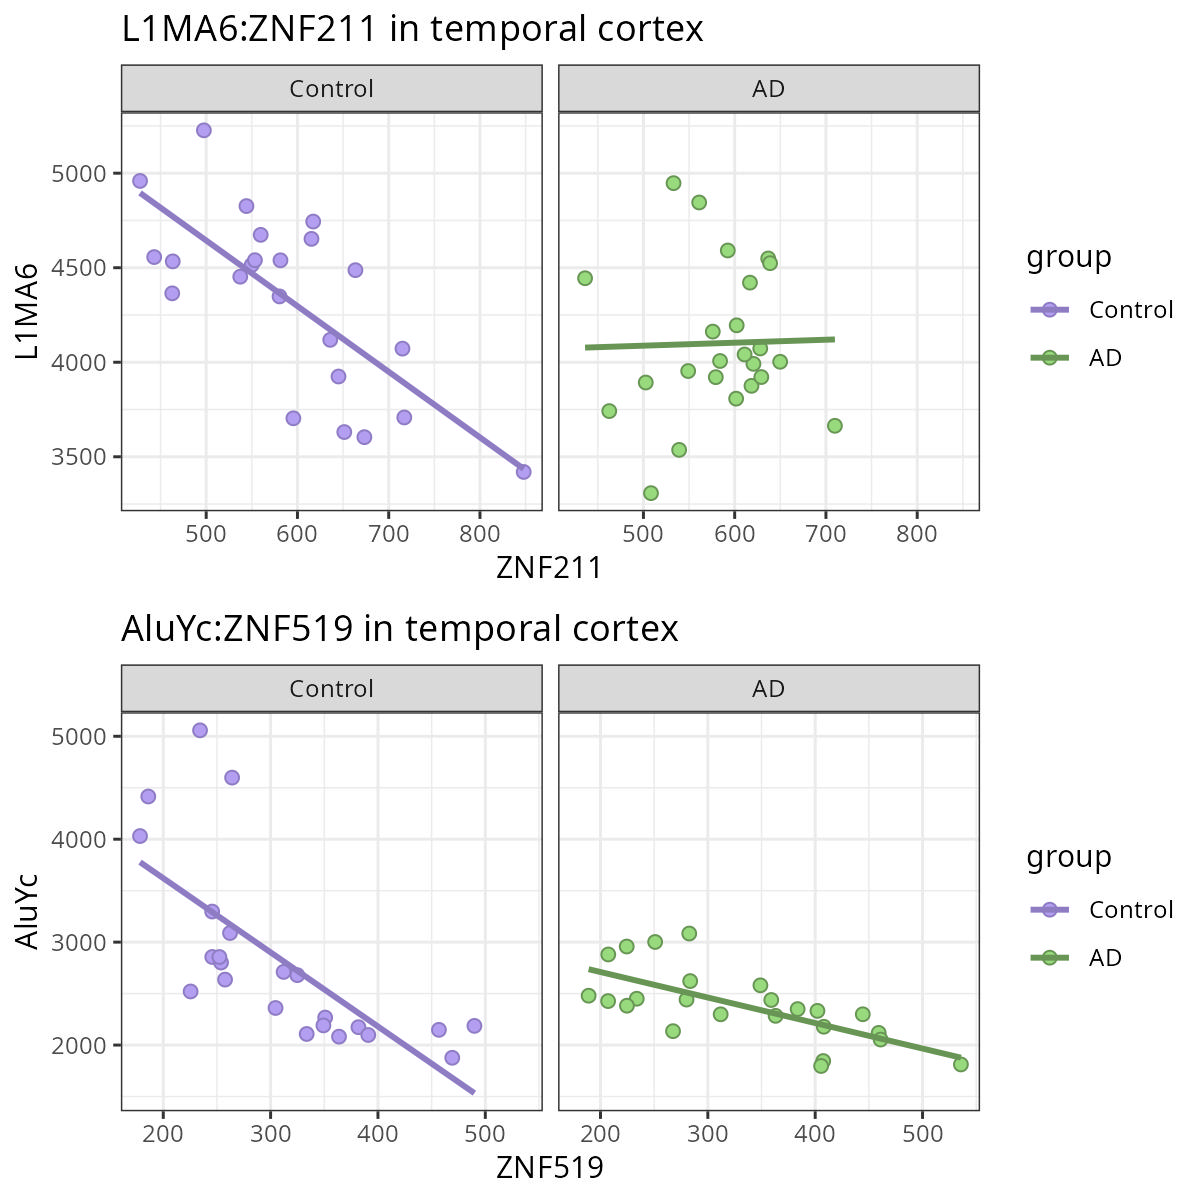 L1MA6:ZNF211 in temporal cortex
Control AD
5000
4500
4000
3500
L1MA6
500 600 700 800 500 600 700 800
ZNF211
group
Control
AD
AluYc:ZNF519 in temporal cortex
Control AD
5000
4000
3000
2000
AluYc
200 300 400 500 200 300 400 500
ZNF519
group
Control
AD